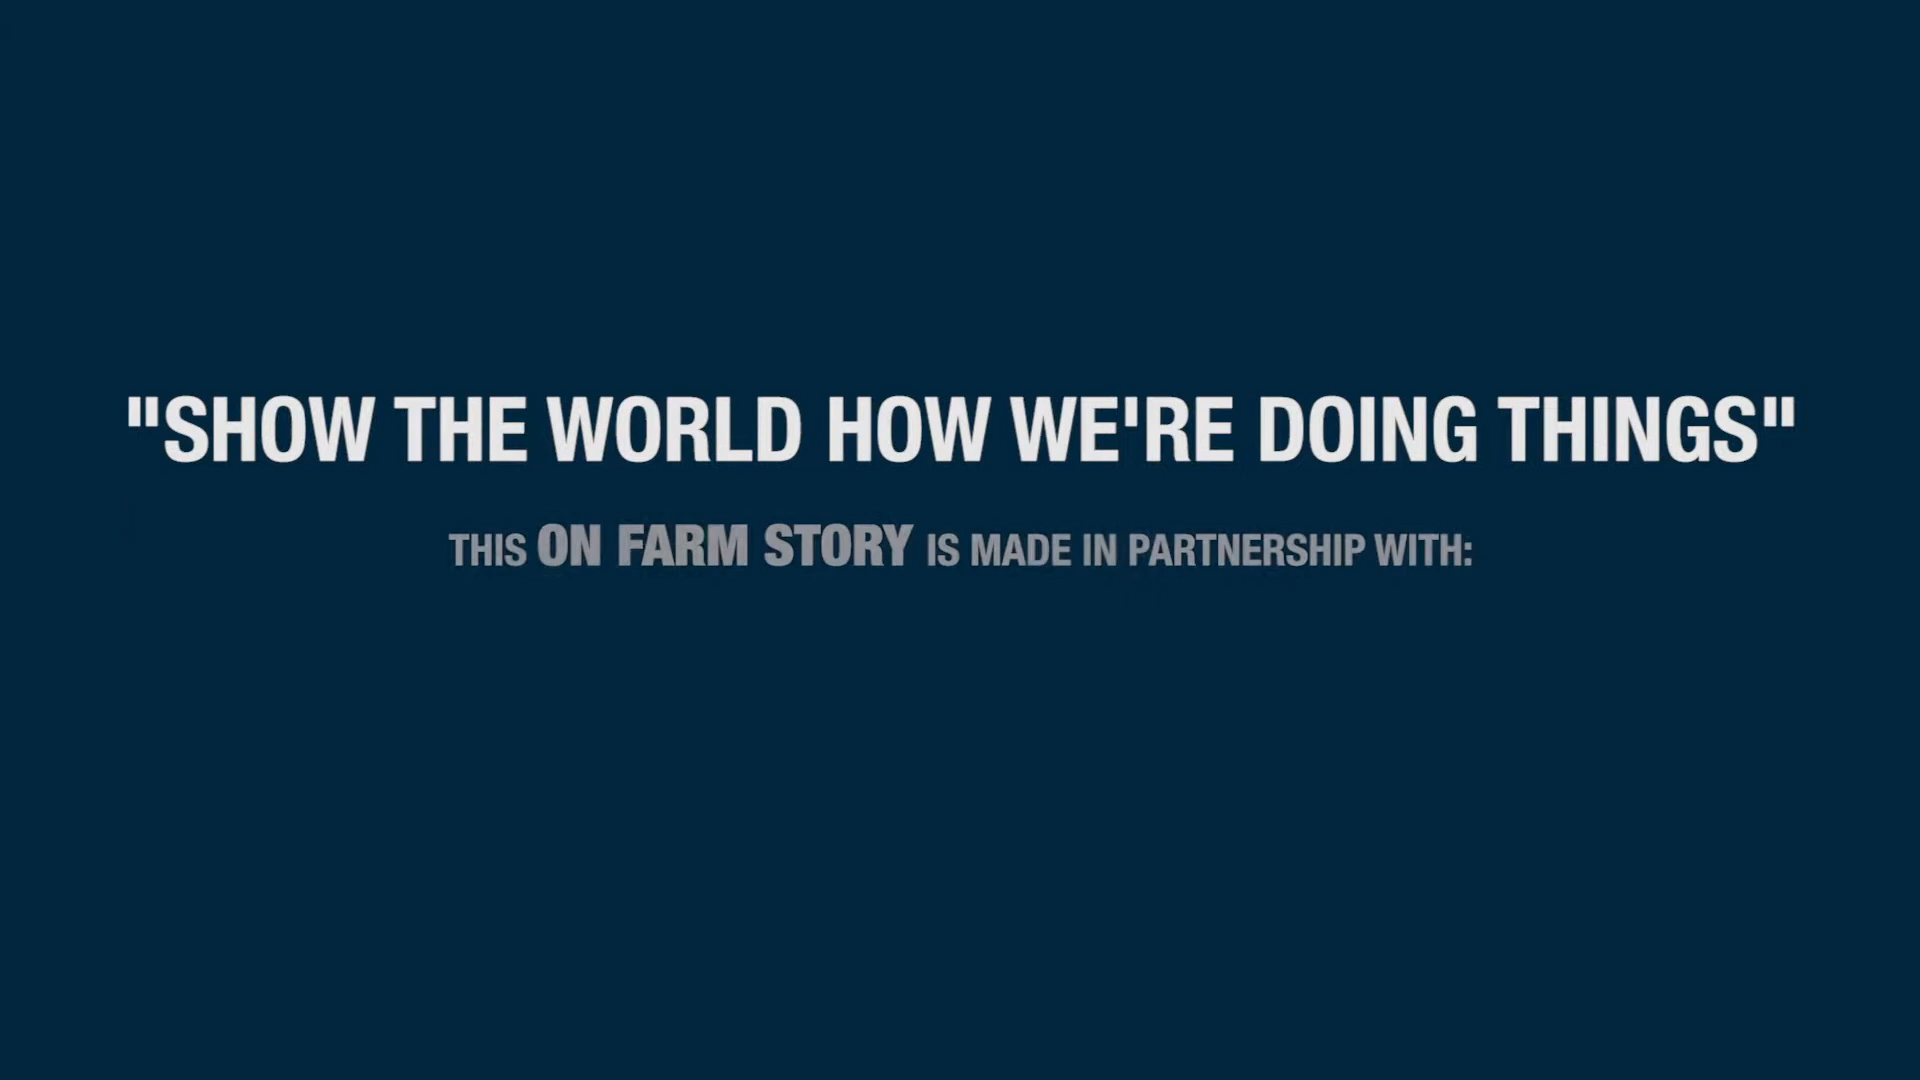 "SHOW THE WORLD HOW WE'RE DOING THINGS"
THIS ON FARM STORY IS MADE IN PARTNERSHIP WITH: